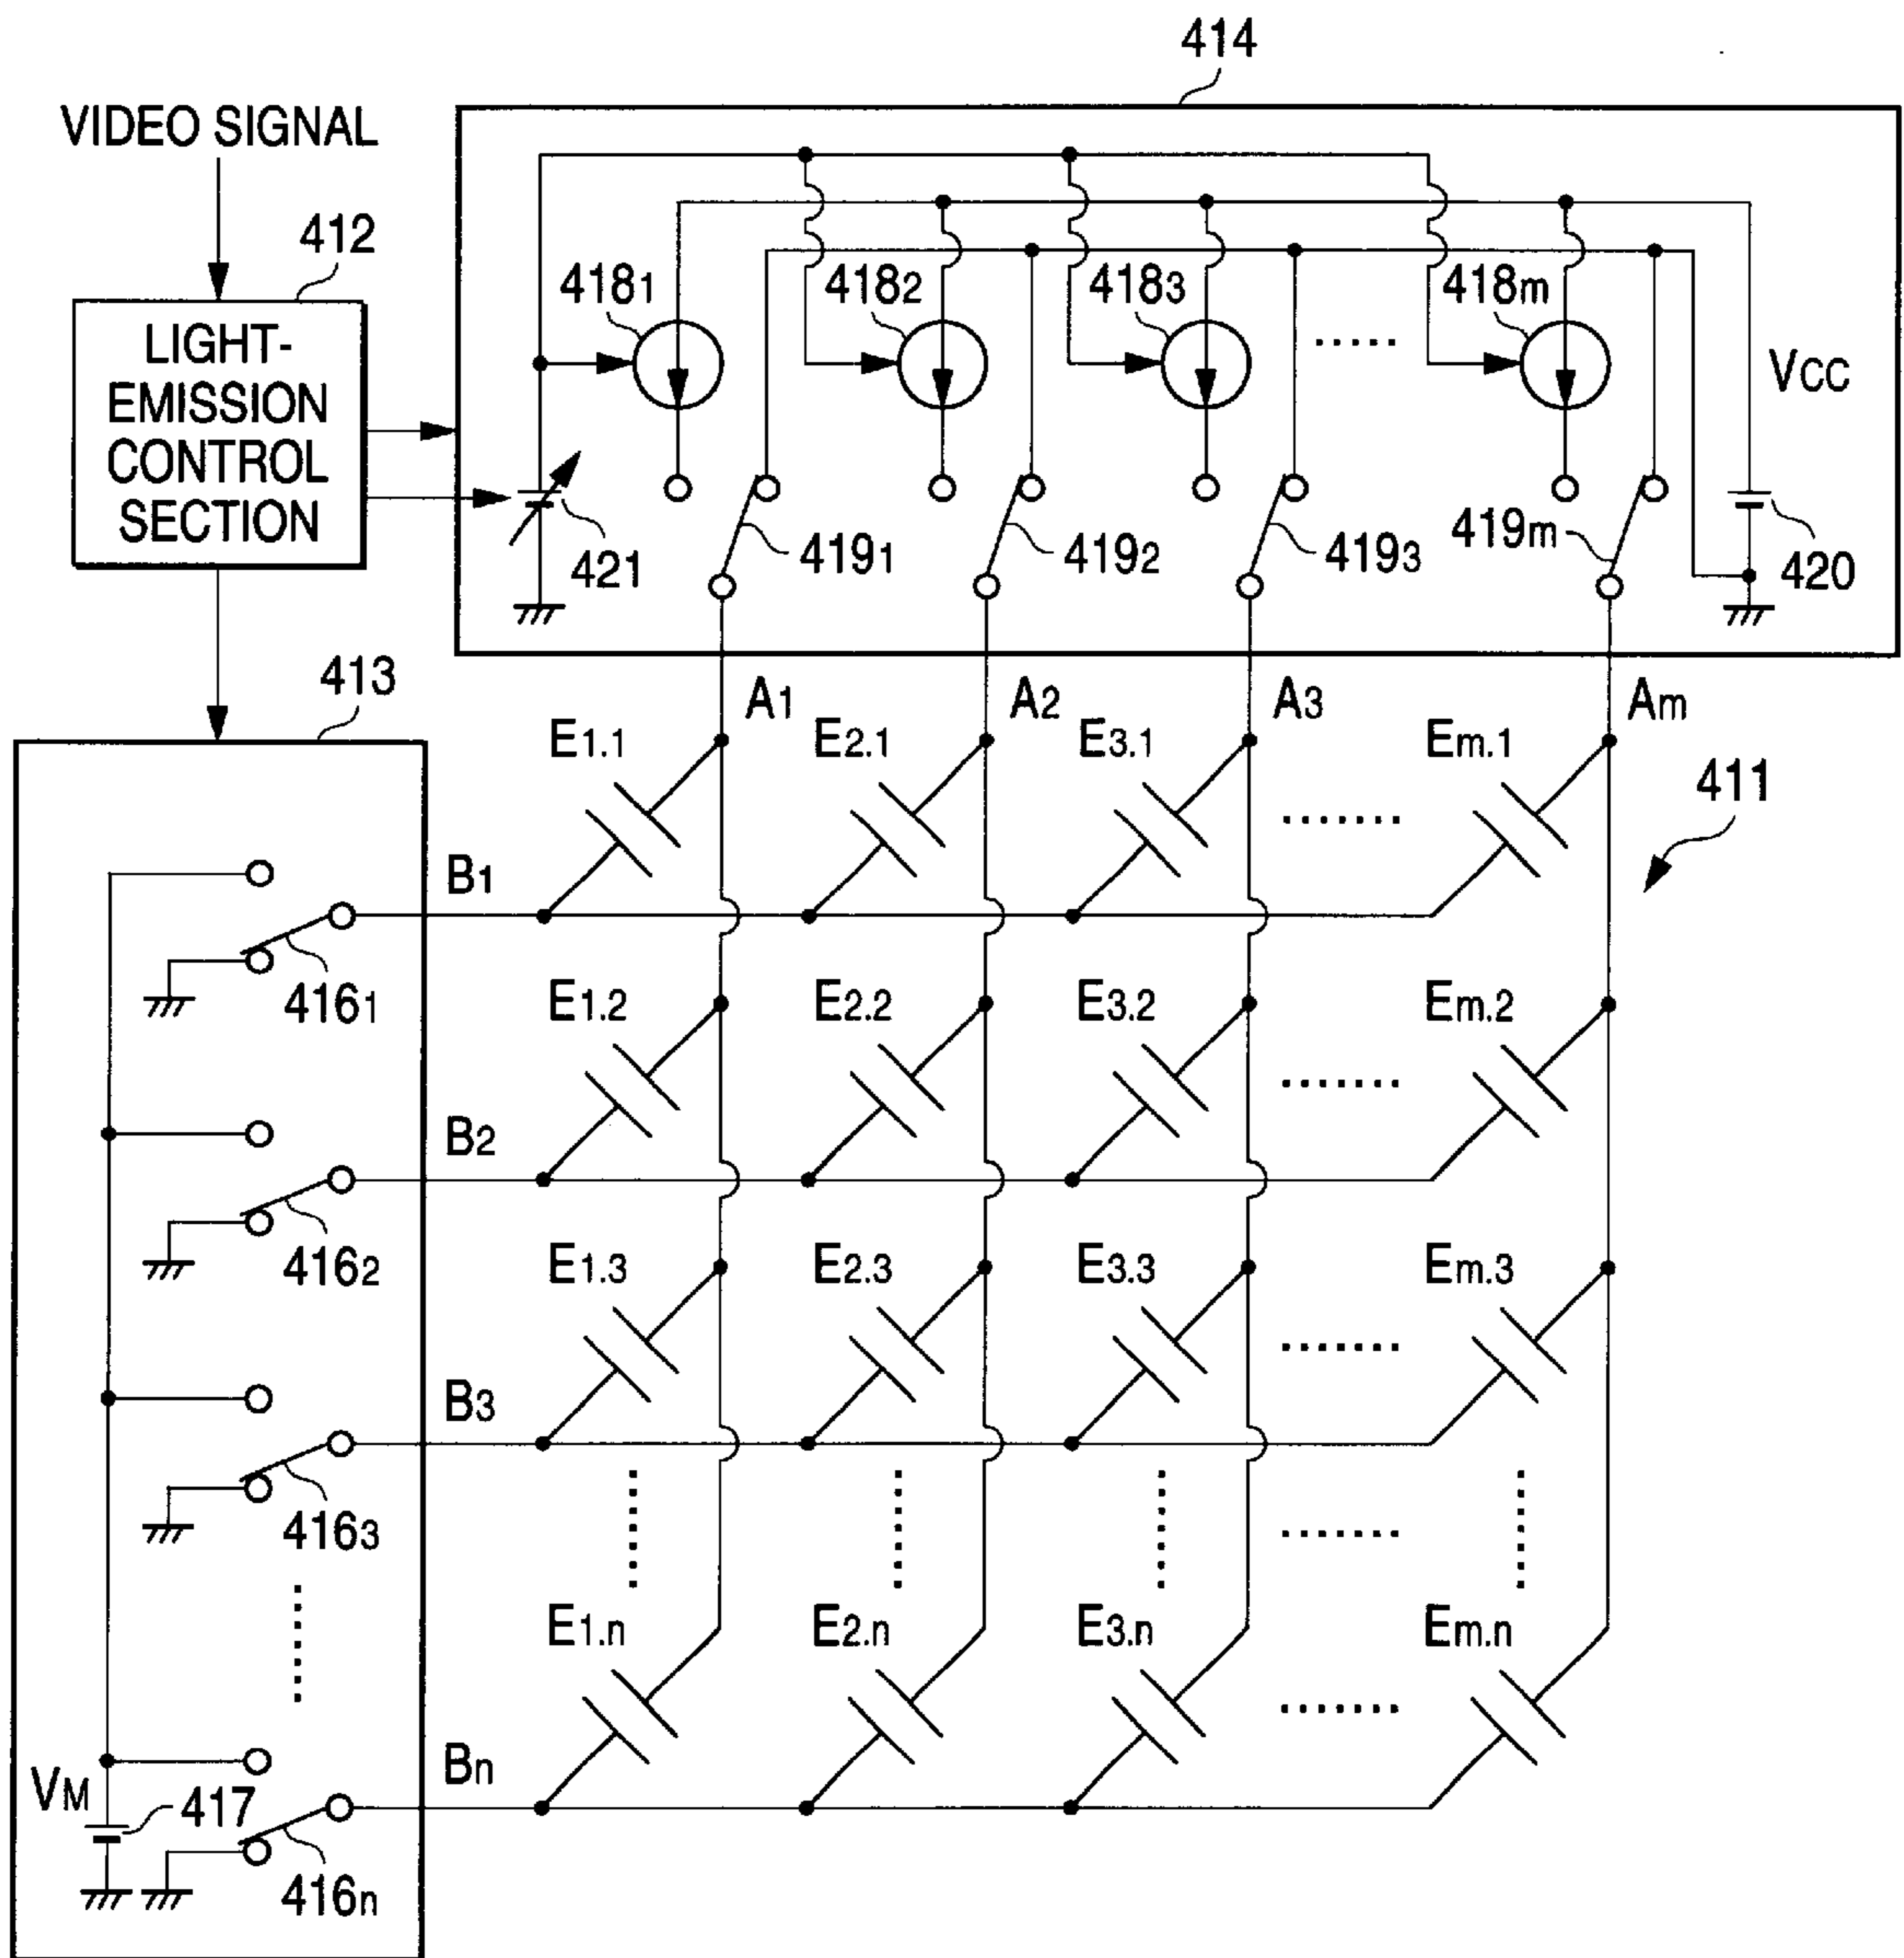 414
VIDEO SIGNAL
412
LIGHT-
EMISSION
CONTROL
SECTION
418₁
418₂
418₃
418m
.....
VCC
421
419₁
419₂
419₃
419m
420
413
A1
A2
A3
Am
E1.1
E2.1
E3.1
Em.1
411
.......
B1
416₁
E1.2
E2.2
E3.2
Em.2
.......
B2
416₂
E1.3
E2.3
E3.3
Em.3
.......
B3
416₃
.......
E1.n
E2.n
E3.n
Em.n
.......
Bn
VM
417
416n